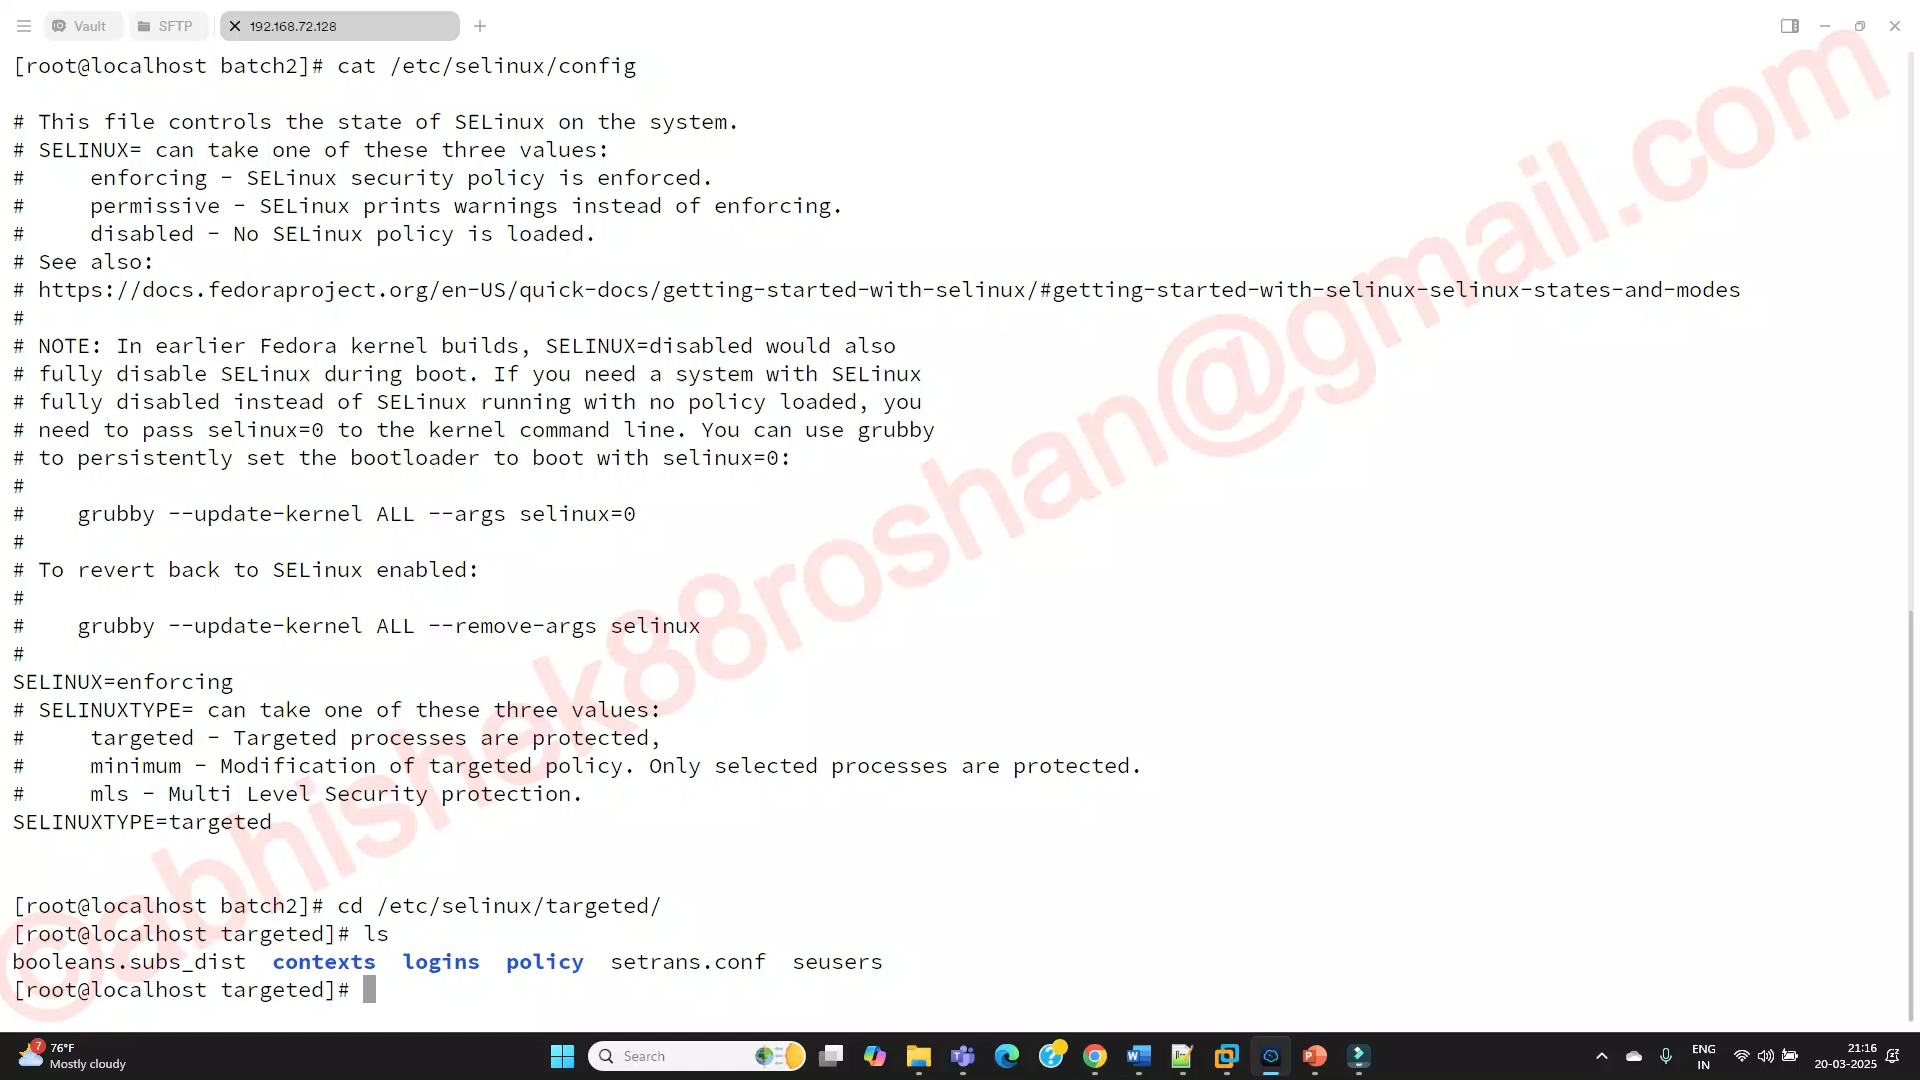 Vault SFTP 192.168.72.128
[root@localhost batch2]# cat /etc/selinux/config
# This file controls the state of SELinux on the system.
# SELINUX= can take one of these three values:
#     enforcing - SELinux security policy is enforced.
#     permissive - SELinux prints warnings instead of enforcing.
#     disabled - No SELinux policy is loaded.
# See also:
# https://docs.fedoraproject.org/en-US/quick-docs/getting-started-with-selinux/#getting-started-with-selinux-selinux-states-and-modes
#
# NOTE: In earlier Fedora kernel builds, SELINUX=disabled would also
# fully disable SELinux during boot. If you need a system with SELinux
# fully disabled instead of SELinux running with no policy loaded, you
# need to pass selinux=0 to the kernel command line. You can use grubby
# to persistently set the bootloader to boot with selinux=0:
#
#    grubby --update-kernel ALL --args selinux=0
#
# To revert back to SELinux enabled:
#
#    grubby --update-kernel ALL --remove-args selinux
#
SELINUX=enforcing
# SELINUXTYPE= can take one of these three values:
#     targeted - Targeted processes are protected,
#     minimum - Modification of targeted policy. Only selected processes are protected.
#     mls - Multi Level Security protection.
SELINUXTYPE=targeted
[root@localhost batch2]# cd /etc/selinux/targeted/
[root@localhost targeted]# ls
booleans.subs_dist  contexts  logins  policy  setrans.conf  seusers
[root@localhost targeted]#
©abhishek88roshan@gmail.com
7
76°F
Mostly cloudy
Search
ENG
IN
21:16
20-03-2025